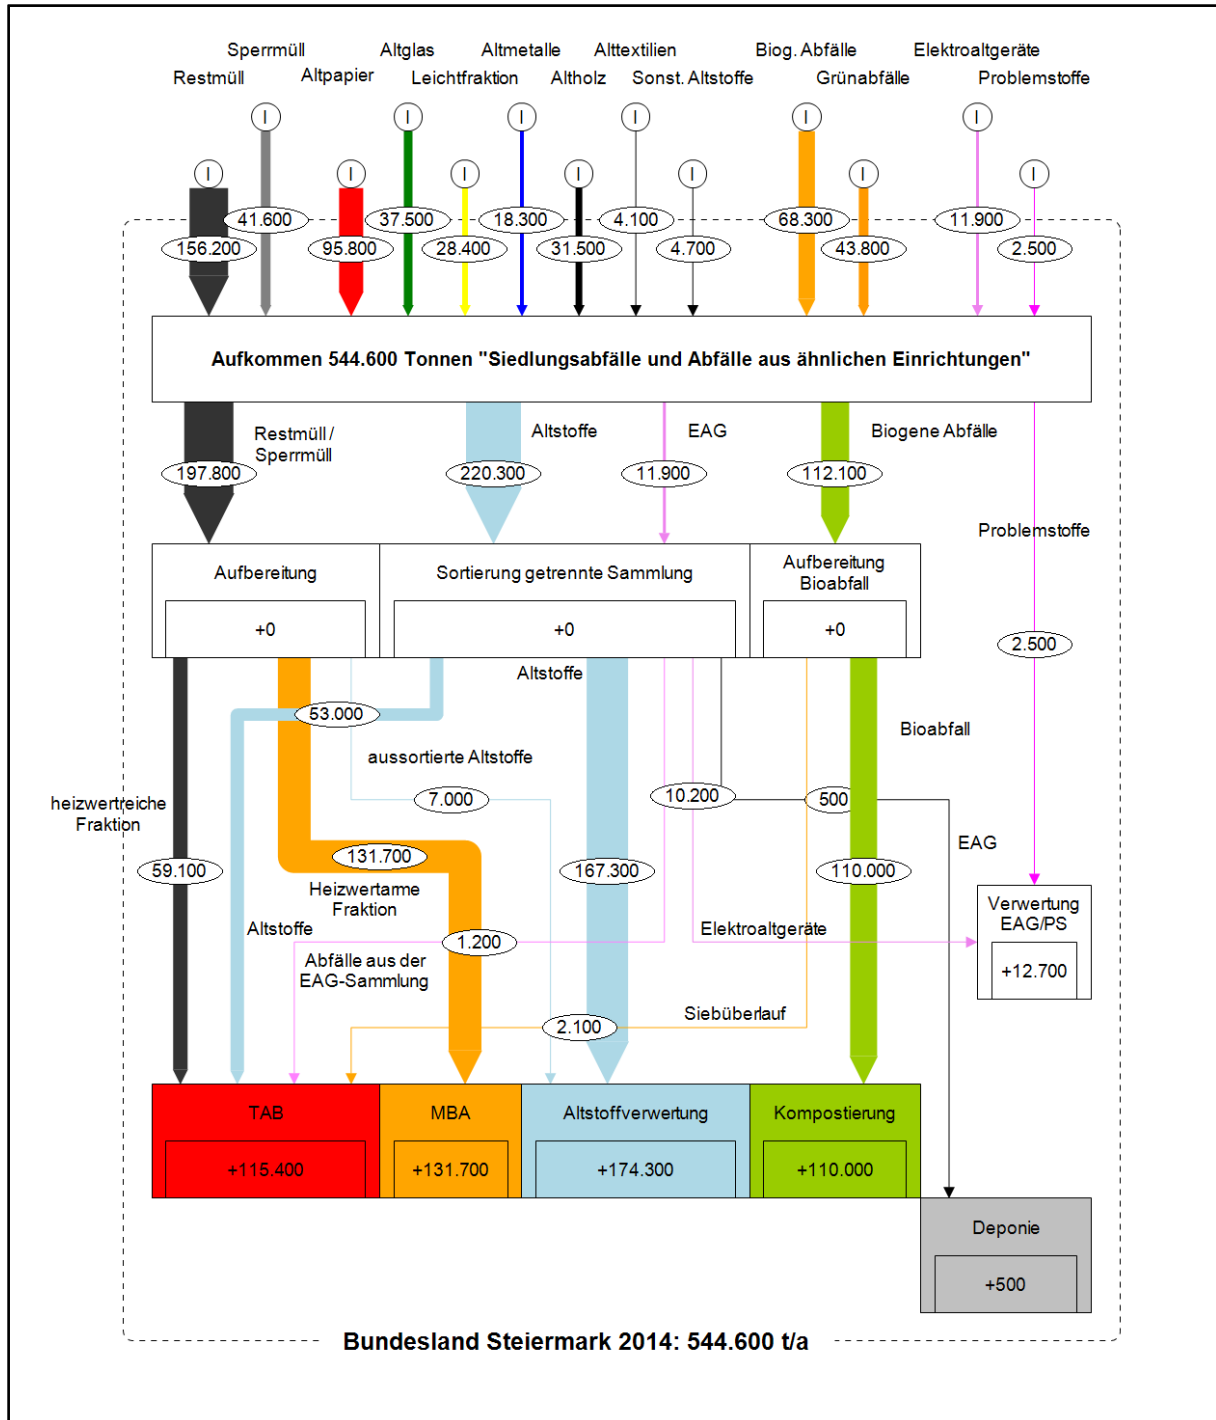 Sperrmüll
Altglas
Altmetalle
Alttextilien
Biog. Abfälle
Elektroaltgeräte
Restmüll
Altpapier
Leichtfraktion
Altholz
Sonst. Altstoffe
Grünabfälle
Problemstoffe
I
I
I
I
I
I
I
I
I
I
I
I
I
41.600
37.500
18.300
4.100
68.300
11.900
156.200
95.800
28.400
31.500
4.700
43.800
2.500
Aufkommen 544.600 Tonnen "Siedlungsabfälle und Abfälle aus ähnlichen Einrichtungen"
Restmüll /
Sperrmüll
Altstoffe
EAG
Biogene Abfälle
197.800
220.300
11.900
112.100
Problemstoffe
Aufbereitung
+0
Sortierung getrennte Sammlung
+0
Aufbereitung
Bioabfall
+0
2.500
Altstoffe
53.000
Bioabfall
aussortierte Altstoffe
heizwertreiche
Fraktion
7.000
10.200
500
EAG
59.100
131.700
167.300
110.000
Heizwertarme
Fraktion
Verwertung
EAG/PS
+12.700
Altstoffe
1.200
Elektroaltgeräte
Abfälle aus der
EAG-Sammlung
Siebüberlauf
2.100
TAB
+115.400
MBA
+131.700
Altstoffverwertung
+174.300
Kompostierung
+110.000
Deponie
+500
Bundesland Steiermark 2014: 544.600 t/a